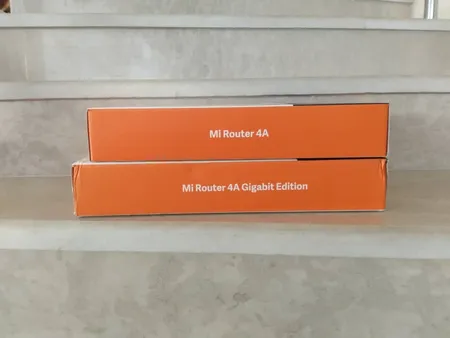 Mi Router 4A
Mi Router 4A Gigabit Edition